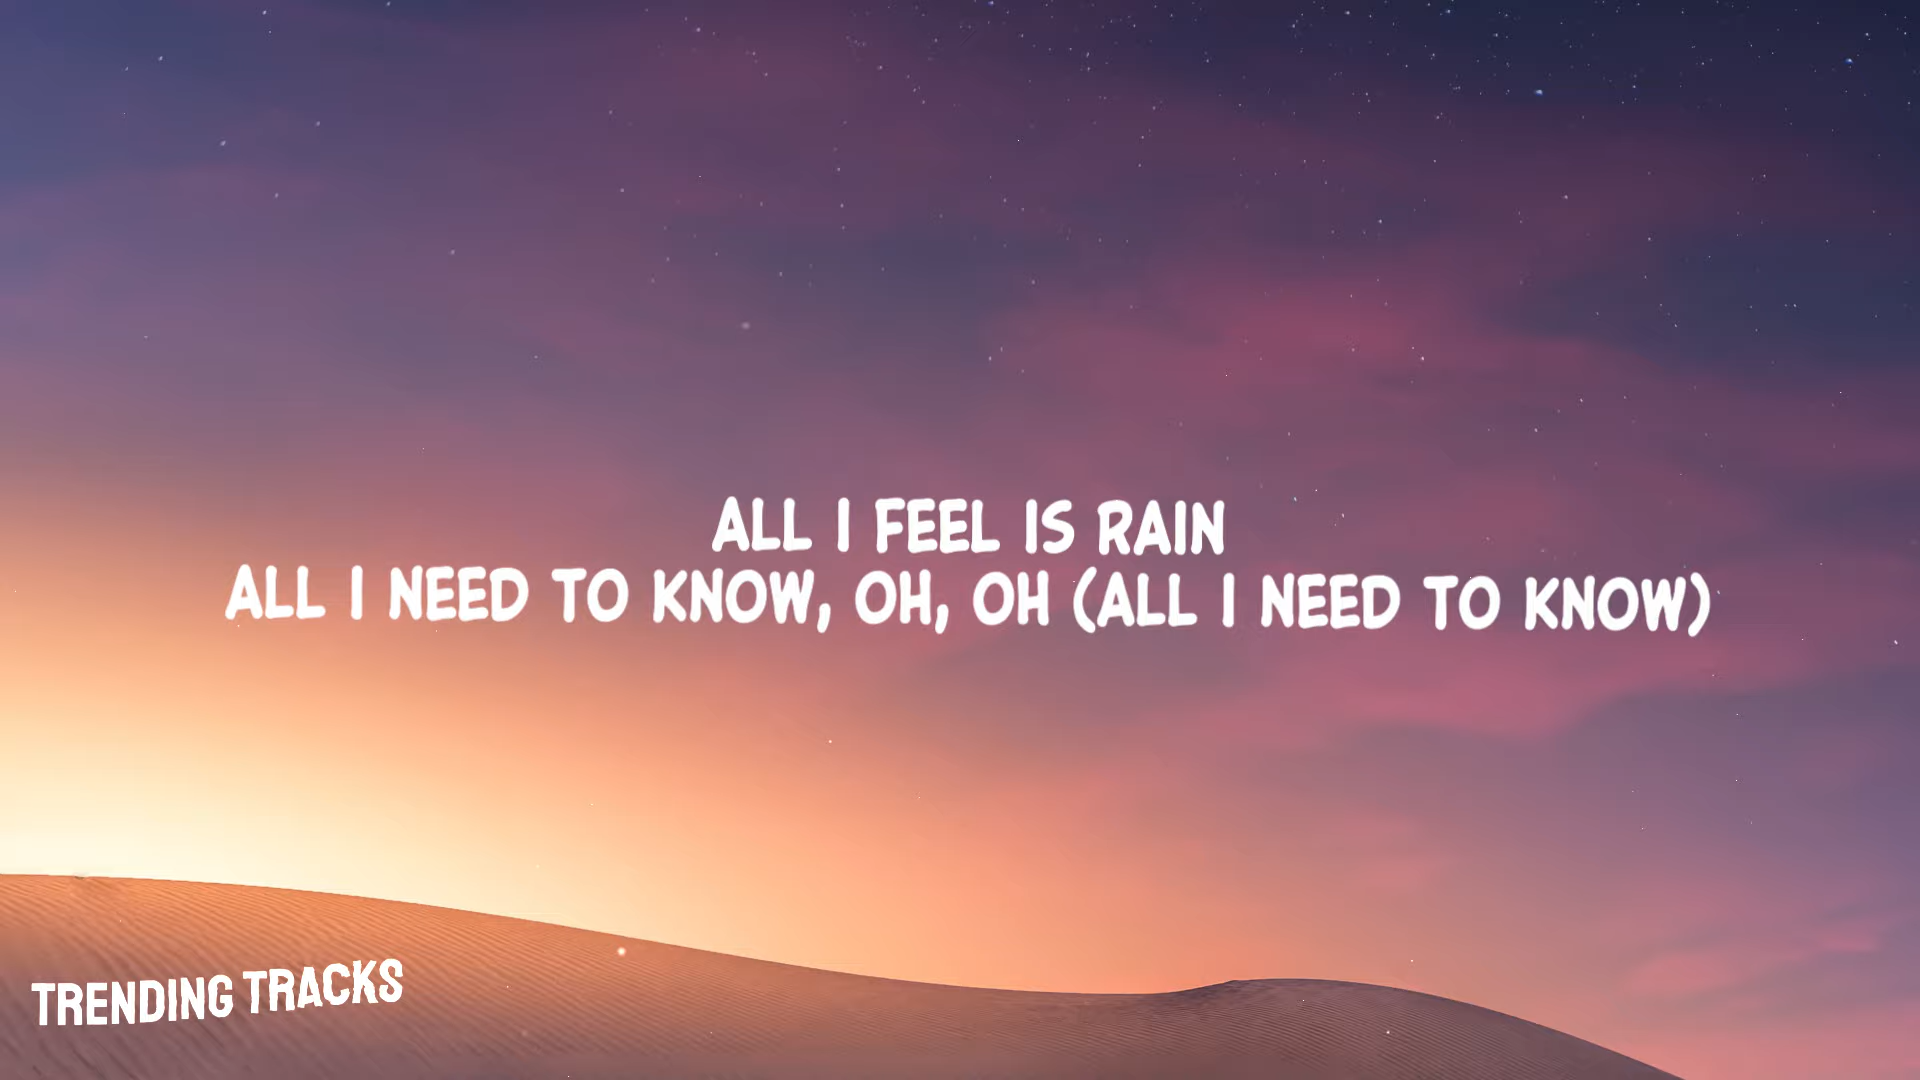 ALL I FEEL IS RAIN
ALL I NEED TO KNOW, OH, OH (ALL I NEED TO KNOW)
TRENDING TRACKS